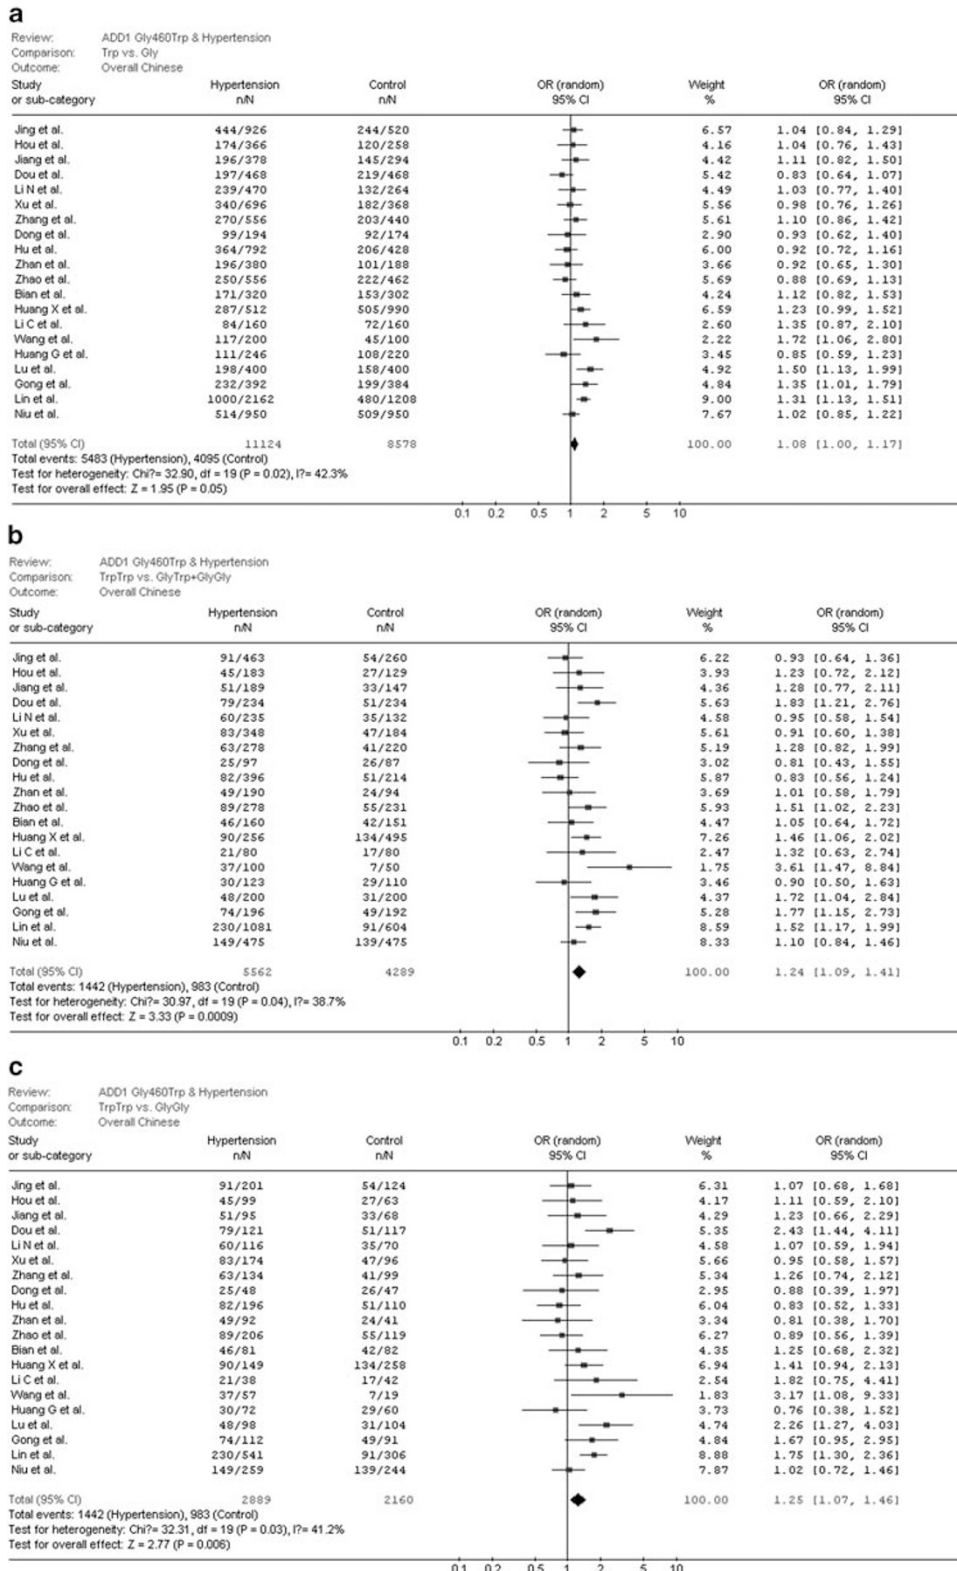 a
Review: ADD1 Gly460Trp & Hypertension
Comparison: Trp vs. Gly
Outcome: Overall Chinese
Study Hypertension Control OR (random) Weight OR (random)
or sub-category n/N n/N 95% CI % 95% CI
Jing et al. 444/926 244/520 6.57 1.04 [0.84, 1.29]
Hou et al. 174/366 120/258 4.16 1.04 [0.76, 1.43]
Jiang et al. 196/378 145/294 4.42 1.11 [0.82, 1.50]
Dou et al. 197/468 219/468 5.42 0.83 [0.64, 1.07]
Li N et al. 239/470 132/264 4.49 1.03 [0.77, 1.40]
Xu et al. 340/696 182/368 5.56 0.98 [0.76, 1.26]
Zhang et al. 270/556 203/440 5.61 1.10 [0.86, 1.42]
Dong et al. 99/194 92/174 2.90 0.93 [0.62, 1.40]
Hu et al. 364/792 206/428 6.00 0.92 [0.72, 1.16]
Zhan et al. 196/380 101/188 3.66 0.92 [0.65, 1.30]
Zhao et al. 250/556 222/462 5.69 0.88 [0.69, 1.13]
Bian et al. 171/320 153/302 4.24 1.12 [0.82, 1.53]
Huang X et al. 287/512 505/990 6.59 1.23 [0.99, 1.52]
Li C et al. 84/160 72/160 2.60 1.35 [0.87, 2.10]
Wang et al. 117/200 45/100 2.22 1.72 [1.06, 2.80]
Huang G et al. 111/246 108/220 3.45 0.85 [0.59, 1.23]
Lu et al. 198/400 158/400 4.92 1.50 [1.13, 1.99]
Gong et al. 232/392 199/384 4.84 1.35 [1.01, 1.79]
Lin et al. 1000/2162 480/1208 9.00 1.31 [1.13, 1.51]
Niu et al. 514/950 509/950 7.67 1.02 [0.85, 1.22]
Total (95% CI) 11124 8578 100.00 1.08 [1.00, 1.17]
Total events: 5483 (Hypertension), 4095 (Control)
Test for heterogeneity: Chi?= 32.90, df = 19 (P = 0.02), I?= 42.3%
Test for overall effect: Z = 1.95 (P = 0.05)
0.1 0.2 0.5 1 2 5 10
b
Review: ADD1 Gly460Trp & Hypertension
Comparison: TrpTrp vs. GlyTrp+GlyGly
Outcome: Overall Chinese
Study Hypertension Control OR (random) Weight OR (random)
or sub-category n/N n/N 95% CI % 95% CI
Jing et al. 91/463 54/260 6.22 0.93 [0.64, 1.36]
Hou et al. 45/183 27/129 3.93 1.23 [0.72, 2.12]
Jiang et al. 51/189 33/147 4.36 1.28 [0.77, 2.11]
Dou et al. 79/234 51/234 5.63 1.83 [1.21, 2.76]
Li N et al. 60/235 35/132 4.58 0.95 [0.58, 1.54]
Xu et al. 83/348 47/184 5.61 0.91 [0.60, 1.38]
Zhang et al. 63/278 41/220 5.19 1.28 [0.82, 1.99]
Dong et al. 25/97 26/87 3.02 0.81 [0.43, 1.55]
Hu et al. 82/396 51/214 5.87 0.83 [0.56, 1.24]
Zhan et al. 49/190 24/94 3.69 1.01 [0.58, 1.79]
Zhao et al. 89/278 55/231 5.93 1.51 [1.02, 2.23]
Bian et al. 46/160 42/151 4.47 1.05 [0.64, 1.72]
Huang X et al. 90/256 134/495 7.26 1.46 [1.06, 2.02]
Li C et al. 21/80 17/80 2.47 1.32 [0.63, 2.74]
Wang et al. 37/100 7/50 1.75 3.61 [1.47, 8.84]
Huang G et al. 30/123 29/110 3.46 0.90 [0.50, 1.63]
Lu et al. 48/200 31/200 4.37 1.72 [1.04, 2.84]
Gong et al. 74/196 49/192 5.28 1.77 [1.15, 2.73]
Lin et al. 230/1081 91/604 8.59 1.52 [1.17, 1.99]
Niu et al. 149/475 139/475 8.33 1.10 [0.84, 1.46]
Total (95% CI) 5562 4289 100.00 1.24 [1.09, 1.41]
Total events: 1442 (Hypertension), 983 (Control)
Test for heterogeneity: Chi?= 30.97, df = 19 (P = 0.04), I?= 38.7%
Test for overall effect: Z = 3.33 (P = 0.0009)
0.1 0.2 0.5 1 2 5 10
c
Review: ADD1 Gly460Trp & Hypertension
Comparison: TrpTrp vs. GlyGly
Outcome: Overall Chinese
Study Hypertension Control OR (random) Weight OR (random)
or sub-category n/N n/N 95% CI % 95% CI
Jing et al. 91/201 54/124 6.31 1.07 [0.68, 1.68]
Hou et al. 45/99 27/63 4.17 1.11 [0.59, 2.10]
Jiang et al. 51/95 33/68 4.29 1.23 [0.66, 2.29]
Dou et al. 79/121 51/117 5.35 2.43 [1.44, 4.11]
Li N et al. 60/116 35/70 4.58 1.07 [0.59, 1.94]
Xu et al. 83/174 47/96 5.66 0.95 [0.58, 1.57]
Zhang et al. 63/134 41/99 5.34 1.26 [0.74, 2.12]
Dong et al. 25/48 26/47 2.95 0.88 [0.39, 1.97]
Hu et al. 82/196 51/110 6.04 0.83 [0.52, 1.33]
Zhan et al. 49/92 24/41 3.34 0.81 [0.38, 1.70]
Zhao et al. 89/206 55/119 6.27 0.89 [0.56, 1.39]
Bian et al. 46/81 42/82 4.35 1.25 [0.68, 2.32]
Huang X et al. 90/149 134/258 6.94 1.41 [0.94, 2.13]
Li C et al. 21/38 17/42 2.54 1.82 [0.75, 4.41]
Wang et al. 37/57 7/19 1.83 3.17 [1.08, 9.33]
Huang G et al. 30/72 29/60 3.73 0.76 [0.38, 1.52]
Lu et al. 48/98 31/104 4.74 2.26 [1.27, 4.03]
Gong et al. 74/112 49/91 4.84 1.67 [0.95, 2.95]
Lin et al. 230/541 91/306 8.88 1.75 [1.30, 2.36]
Niu et al. 149/259 139/244 7.87 1.02 [0.72, 1.46]
Total (95% CI) 2889 2160 100.00 1.25 [1.07, 1.46]
Total events: 1442 (Hypertension), 983 (Control)
Test for heterogeneity: Chi?= 32.31, df = 19 (P = 0.03), I?= 41.2%
Test for overall effect: Z = 2.77 (P = 0.006)
0.1 0.2 0.5 1 2 5 10